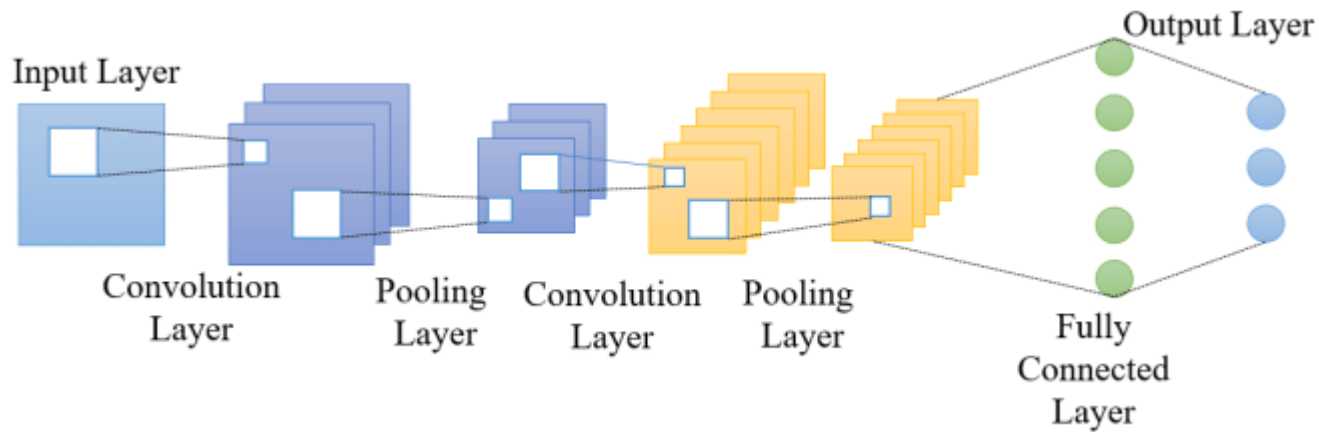 Output Layer
Input Layer
Convolution
Layer
Pooling
Layer
Convolution
Layer
Pooling
Layer
Fully
Connected
Layer